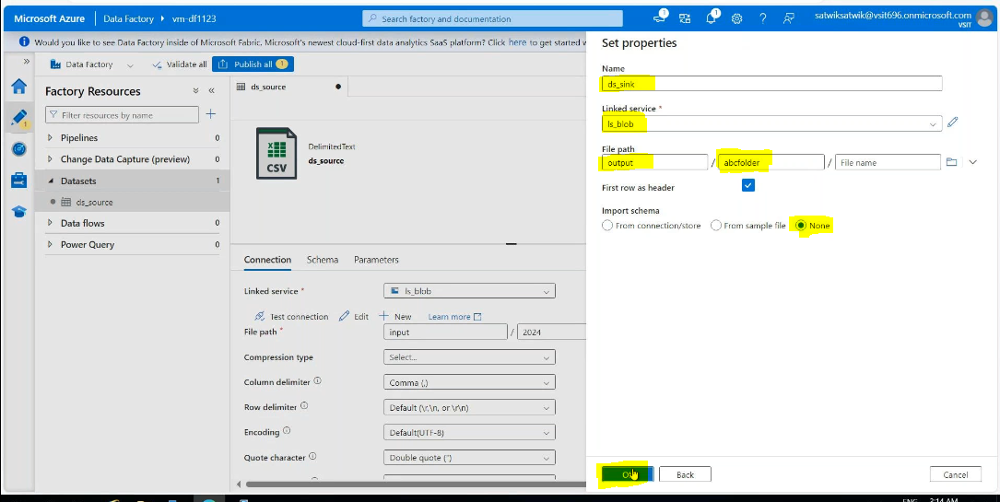 Microsoft Azure
Data Factory
vm-df1123
Search factory and documentation
1
1
satwiksatwik@vsit696.onmicrosoft.com
VSIT
Would you like to see Data Factory inside of Microsoft Fabric, Microsoft's newest cloud-first data analytics SaaS platform? Click here to get started w
Data Factory
Validate all
Publish all 1
Factory Resources
Filter resources by name
Pipelines 0
Change Data Capture (preview) 0
Datasets 1
ds_source
Data flows 0
Power Query 0
1
ds_source
CSV
DelimitedText
ds_source
Connection Schema Parameters
Linked service *
ls_blob
Test connection Edit New Learn more
File path *
input / 2024
Compression type
Select...
Column delimiter
Comma (,)
Row delimiter
Default (\r,\n, or \r\n)
Encoding
Default(UTF-8)
Quote character
Double quote (")
Set properties
Name
ds_sink
Linked service *
ls_blob
File path
output / abcfolder / File name
First row as header
Import schema
From connection/store From sample file None
Back
Cancel